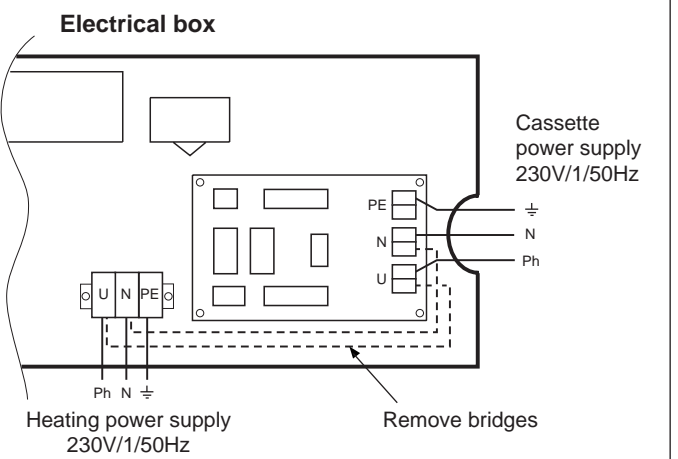 Electrical box
Cassette
power supply
230V/1/50Hz
PE
N
N
Ph
U
U N PE
Ph N
Heating power supply
230V/1/50Hz
Remove bridges